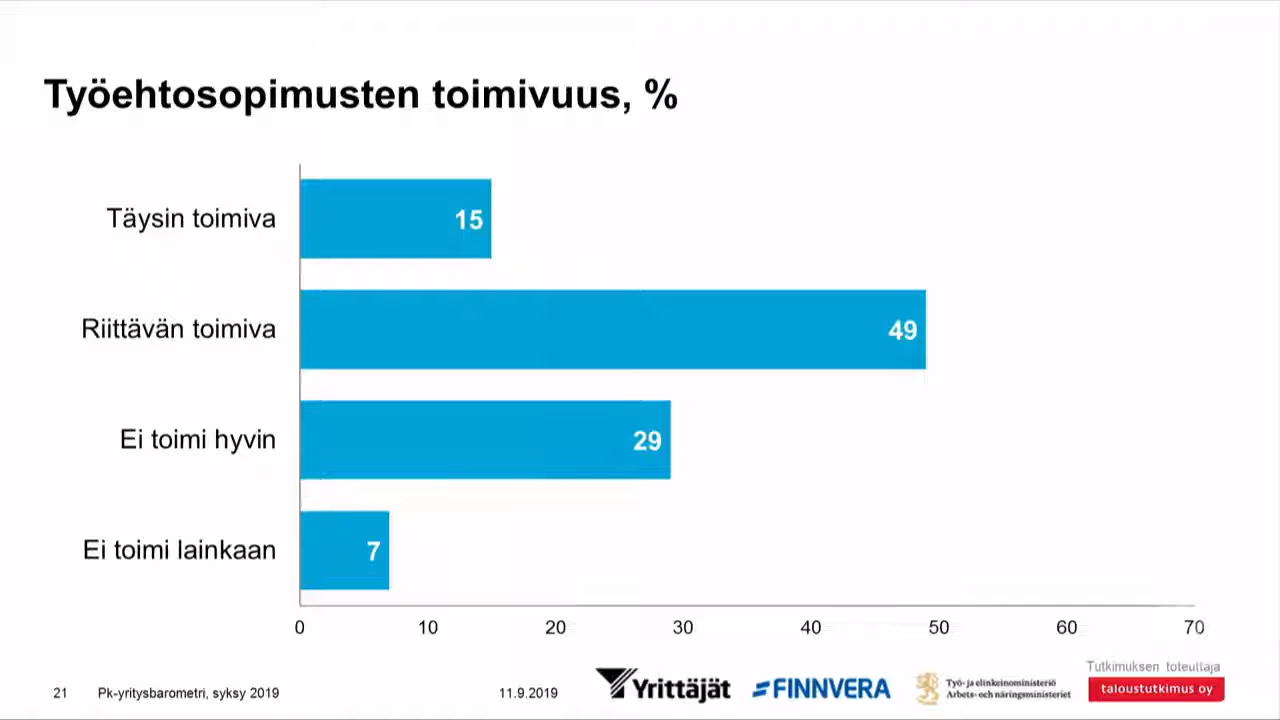 Työehtosopimusten toimivuus, %
Täysin toimiva
15
Riittävän toimiva
49
Ei toimi hyvin
29
Ei toimi lainkaan
7
0 10 20 30 40 50 60 70
21 Pk-yritysbarometri, syksy 2019 11.9.2019
Yrittäjät
FINNVERA
Työ- ja elinkeinoministeriö
Arbets- och näringsministeriet
Tutkimuksen toteuttaja
taloustutkimus oy